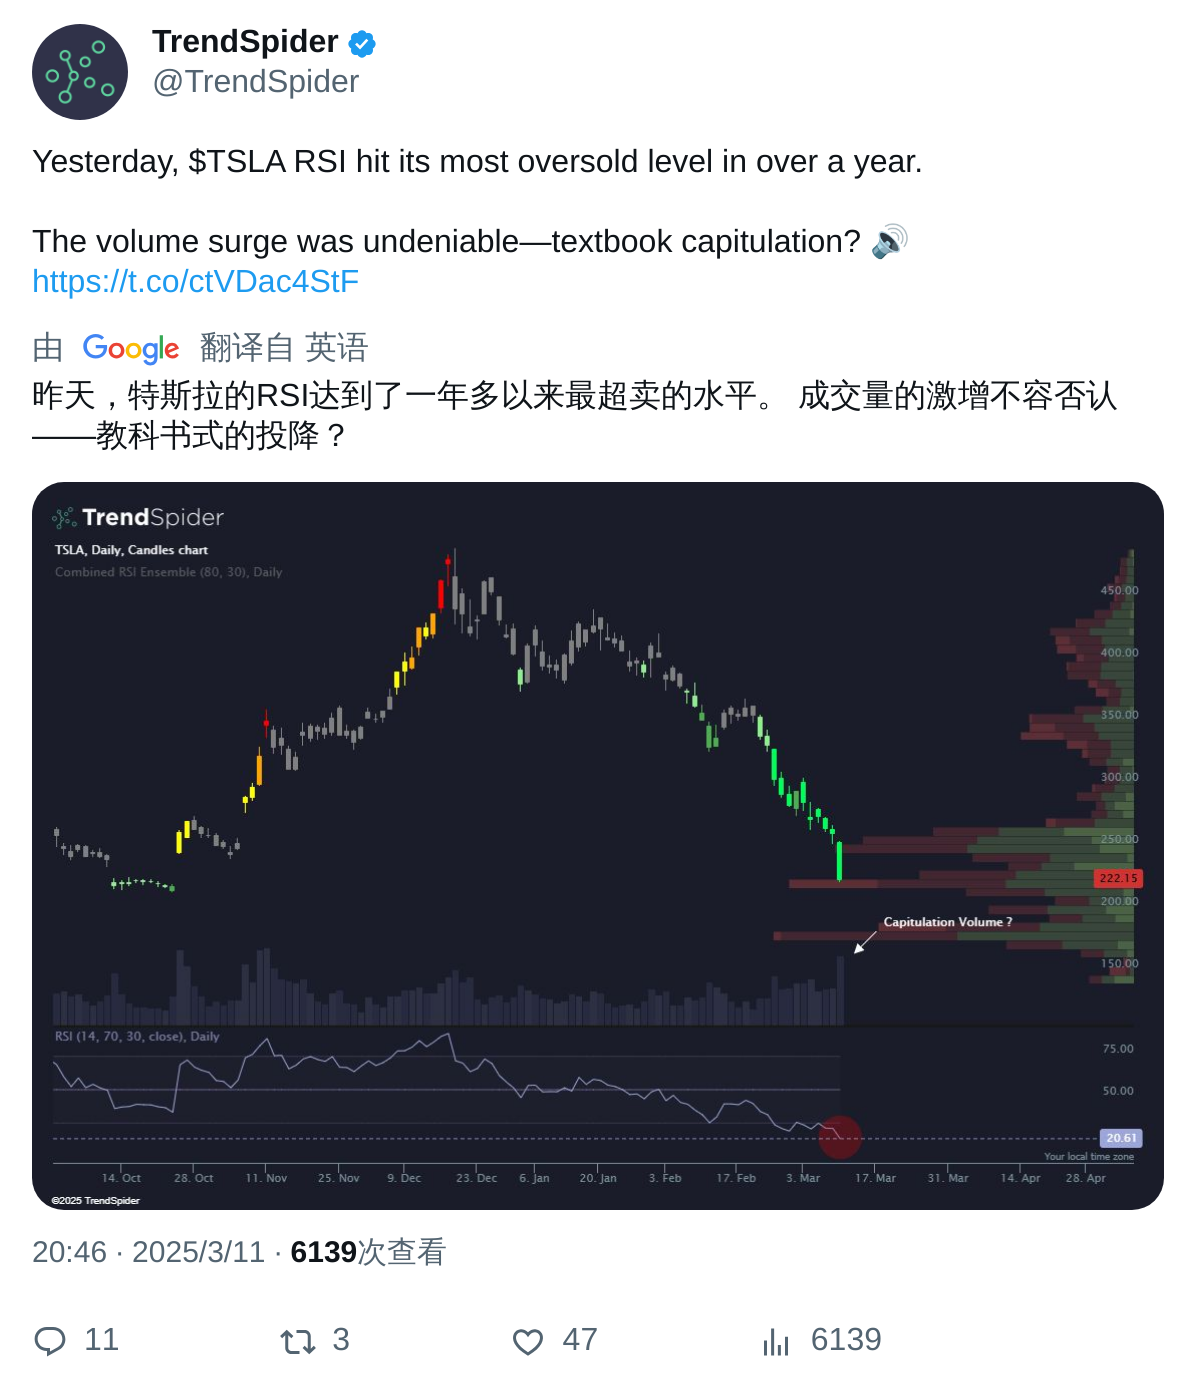 TrendSpider
@TrendSpider
Yesterday, $TSLA RSI hit its most oversold level in over a year.
The volume surge was undeniable—textbook capitulation? 🔊
https://t.co/ctVDac4StF
由 Google 翻译自 英语
昨天，特斯拉的RSI达到了一年多以来最超卖的水平。 成交量的激增不容否认
——教科书式的投降？
TrendSpider
TSLA, Daily, Candles chart
Combined RSI Ensemble (80, 30), Daily
450.00
400.00
350.00
300.00
250.00
222.15
200.00
Capitulation Volume ?
150.00
RSI (14, 70, 30, close), Daily
75.00
50.00
20.61
Your local time zone
14. Oct 28. Oct 11. Nov 25. Nov 9. Dec 23. Dec 6. Jan 20. Jan 3. Feb 17. Feb 3. Mar 17. Mar 31. Mar 14. Apr 28. Apr
©2025 TrendSpider
20:46 · 2025/3/11 · 6139次查看
11 3 47 6139